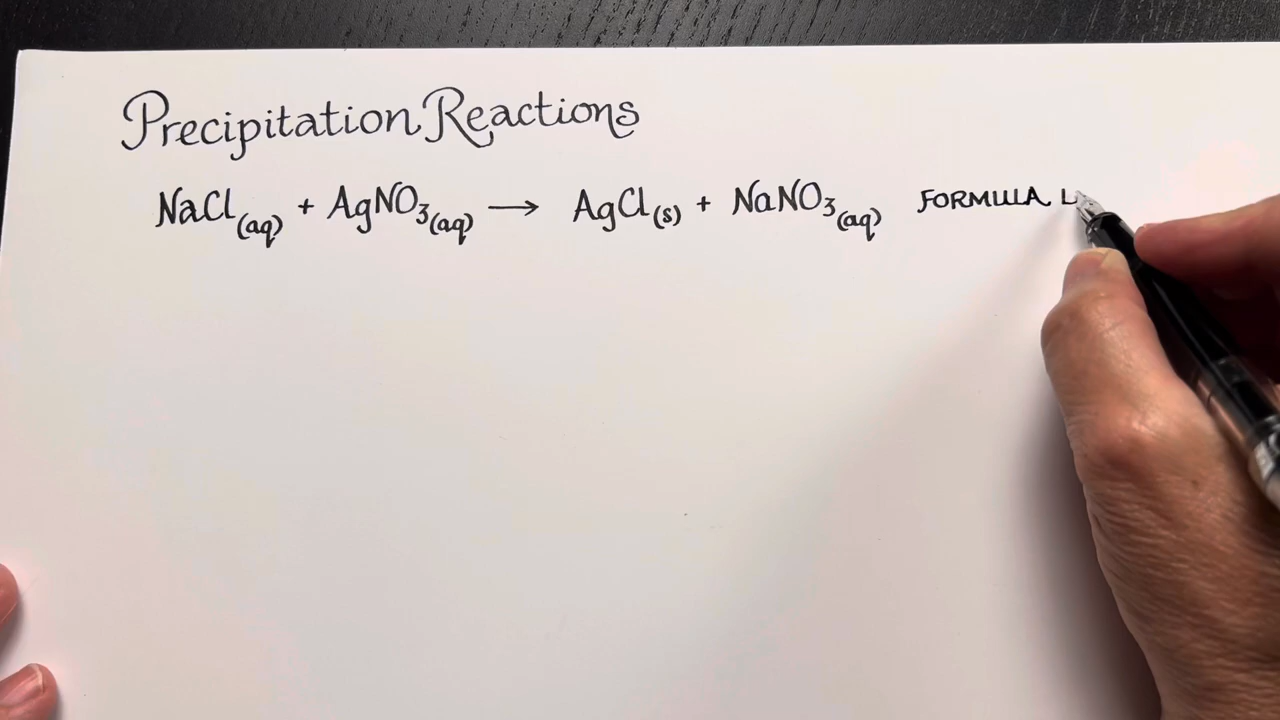 Precipitation Reactions
NaCl(aq) + AgNO3(aq) → AgCl(s) + NaNO3(aq) FORMULA